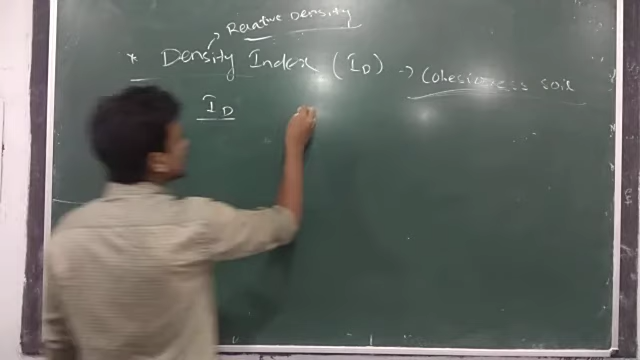 Relative Density
* Density Index (ID) → Cohesionless soil
ID